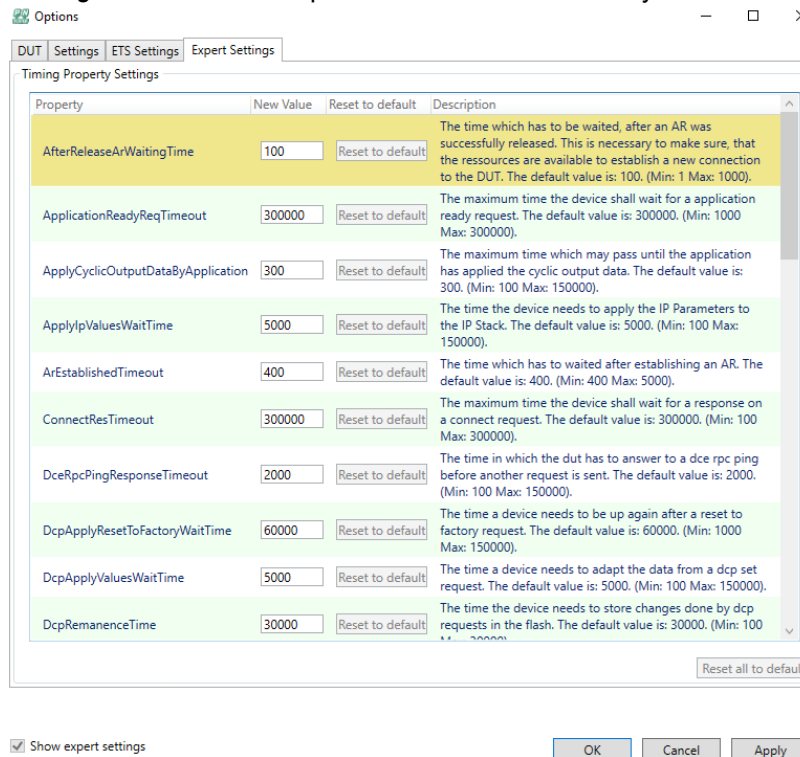 Options
DUT Settings ETS Settings Expert Settings
Timing Property Settings
Property New Value Reset to default Description
AfterReleaseArWaitingTime 100 Reset to default
The time which has to be waited, after an AR was
successfully released. This is necessary to make sure, that
the ressources are available to establish a new connection
to the DUT. The default value is: 100. (Min: 1 Max: 1000).
ApplicationReadyReqTimeout 300000 Reset to default
The maximum time the device shall wait for a application
ready request. The default value is: 300000. (Min: 1000
Max: 300000).
ApplyCyclicOutputDataByApplication 300 Reset to default
The maximum time which may pass until the application
has applied the cyclic output data. The default value is:
300. (Min: 100 Max: 150000).
ApplyIpValuesWaitTime 5000 Reset to default
The time the device needs to apply the IP Parameters to
the IP Stack. The default value is: 5000. (Min: 100 Max:
150000).
ArEstablishedTimeout 400 Reset to default
The time which has to waited after establishing an AR. The
default value is: 400. (Min: 400 Max: 5000).
ConnectResTimeout 300000 Reset to default
The maximum time the device shall wait for a response on
a connect request. The default value is: 300000. (Min: 100
Max: 300000).
DceRpcPingResponseTimeout 2000 Reset to default
The time in which the dut has to answer to a dce rpc ping
before another request is sent. The default value is: 2000.
(Min: 100 Max: 150000).
DcpApplyResetToFactoryWaitTime 60000 Reset to default
The time a device needs to be up again after a reset to
factory request. The default value is: 60000. (Min: 1000
Max: 150000).
DcpApplyValuesWaitTime 5000 Reset to default
The time a device needs to adapt the data from a dcp set
request. The default value is: 5000. (Min: 100 Max: 150000).
DcpRemanenceTime 30000 Reset to default
The time the device needs to store changes done by dcp
requests in the flash. The default value is: 30000. (Min: 100
Reset all to defaul
Show expert settings
OK Cancel Apply